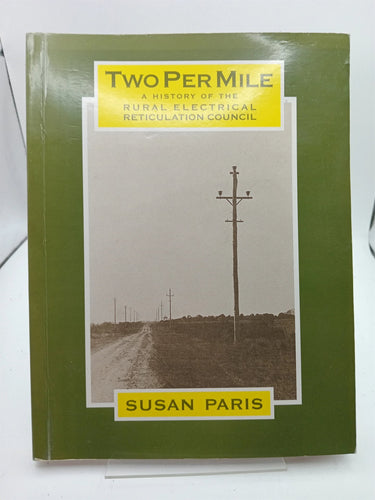 TWO PER MILE
A HISTORY OF THE
RURAL ELECTRICAL
RETICULATION COUNCIL
SUSAN PARIS